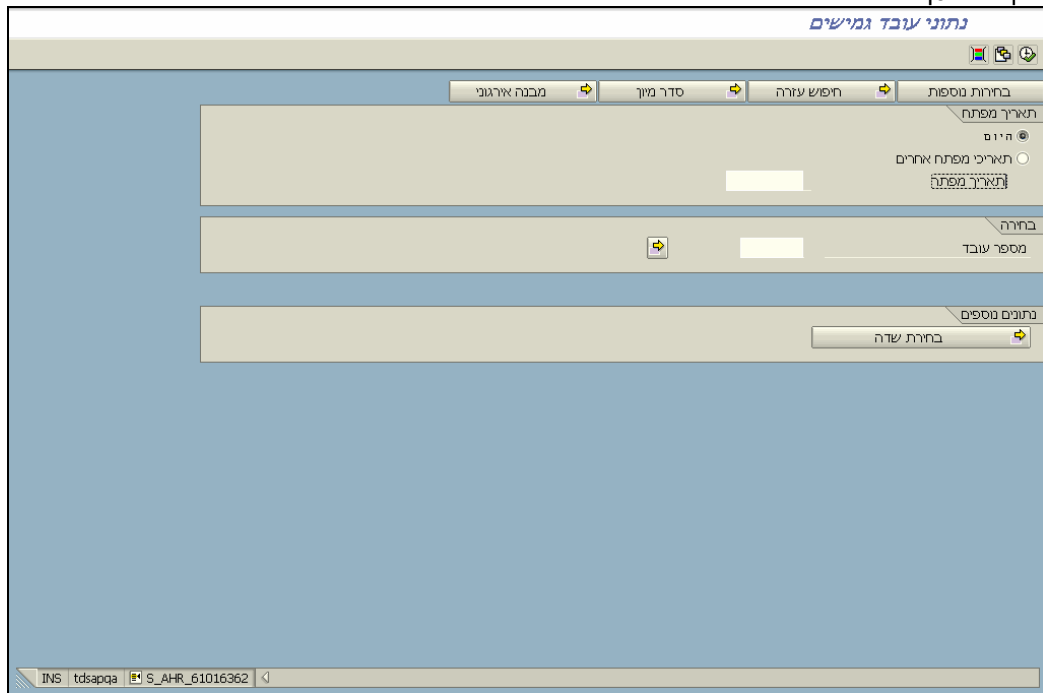 נתוני עובד גמישים
בחירות נוספות חיפוש עזרה סדר מיון מבנה אירגוני
תאריך מפתח
היום
תאריכי מפתח אחרים
תאריך מפתח
בחירה
מספר עובד
נתונים נוספים
בחירת שדה
INS tdsapqa S_AHR_61016362